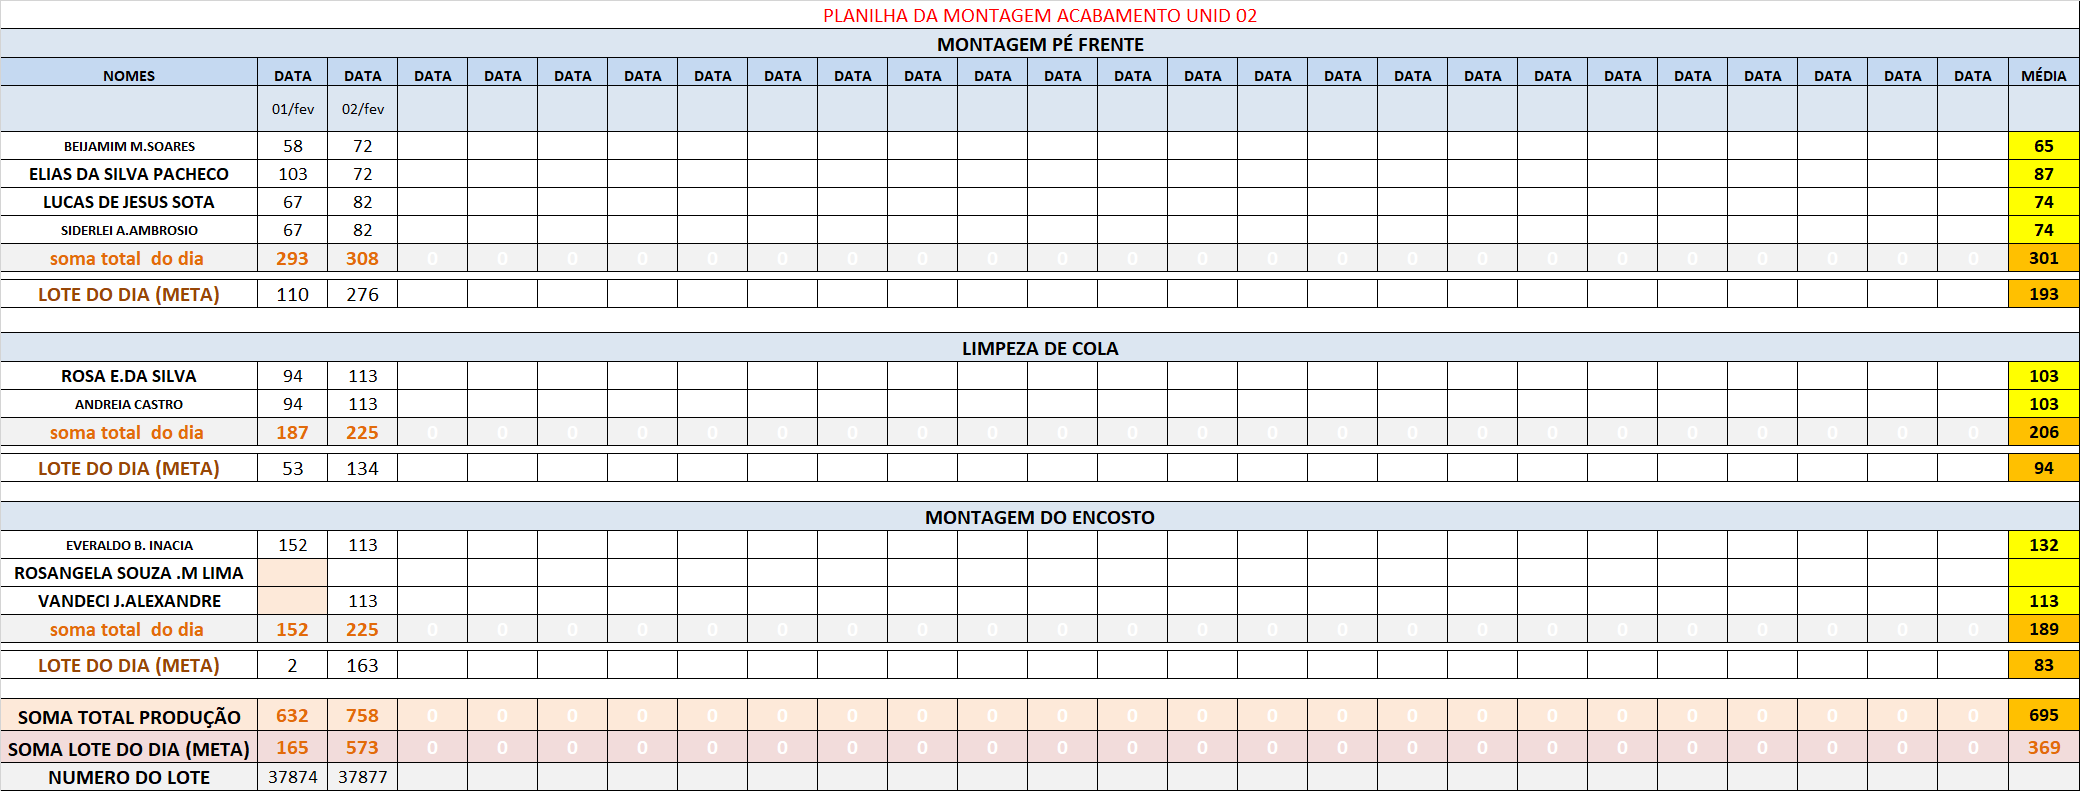 PLANILHA DA MONTAGEM ACABAMENTO UNID 02
MONTAGEM PÉ FRENTE
NOMES DATA DATA DATA DATA DATA DATA DATA DATA DATA DATA DATA DATA DATA DATA DATA DATA DATA DATA DATA DATA DATA DATA DATA DATA DATA MÉDIA
01/fev 02/fev
BEIJAMIM M.SOARES 58 72 65
ELIAS DA SILVA PACHECO 103 72 87
LUCAS DE JESUS SOTA 67 82 74
SIDERLEI A.AMBROSIO 67 82 74
soma total do dia 293 308 0 0 0 0 0 0 0 0 0 0 0 0 0 0 0 0 0 0 0 0 0 0 0 301
LOTE DO DIA (META) 110 276 193
LIMPEZA DE COLA
ROSA E.DA SILVA 94 113 103
ANDREIA CASTRO 94 113 103
soma total do dia 187 225 0 0 0 0 0 0 0 0 0 0 0 0 0 0 0 0 0 0 0 0 0 0 0 206
LOTE DO DIA (META) 53 134 94
MONTAGEM DO ENCOSTO
EVERALDO B. INACIA 152 113 132
ROSANGELA SOUZA .M LIMA
VANDECI J.ALEXANDRE 113 113
soma total do dia 152 225 0 0 0 0 0 0 0 0 0 0 0 0 0 0 0 0 0 0 0 0 0 0 0 189
LOTE DO DIA (META) 2 163 83
SOMA TOTAL PRODUÇÃO 632 758 0 0 0 0 0 0 0 0 0 0 0 0 0 0 0 0 0 0 0 0 0 0 0 695
SOMA LOTE DO DIA (META) 165 573 0 0 0 0 0 0 0 0 0 0 0 0 0 0 0 0 0 0 0 0 0 0 0 369
NUMERO DO LOTE 37874 37877